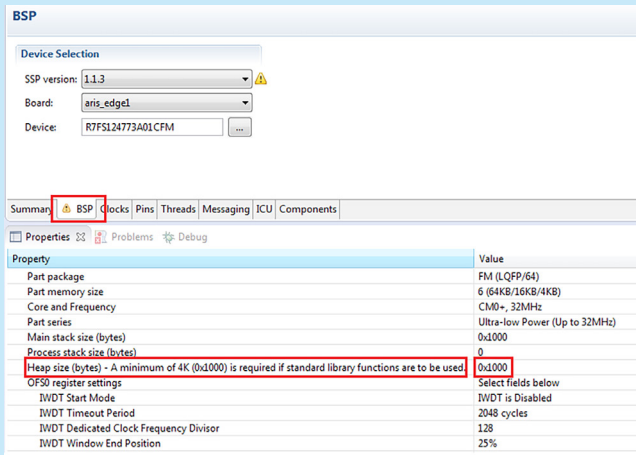 BSP
Device Selection
SSP version: 1.1.3
Board: aris_edge1
Device: R7FS124773A01CFM ...
Summary BSP Clocks Pins Threads Messaging ICU Components
Properties Problems Debug
Property Value
Part package FM (LQFP/64)
Part memory size 6 (64KB/16KB/4KB)
Core and Frequency CM0+, 32MHz
Part series Ultra-low Power (Up to 32MHz)
Main stack size (bytes) 0x1000
Process stack size (bytes) 0
Heap size (bytes) - A minimum of 4K (0x1000) is required if standard library functions are to be used. 0x1000
OFS0 register settings Select fields below
IWDT Start Mode IWDT is Disabled
IWDT Timeout Period 2048 cycles
IWDT Dedicated Clock Frequency Divisor 128
IWDT Window End Position 25%